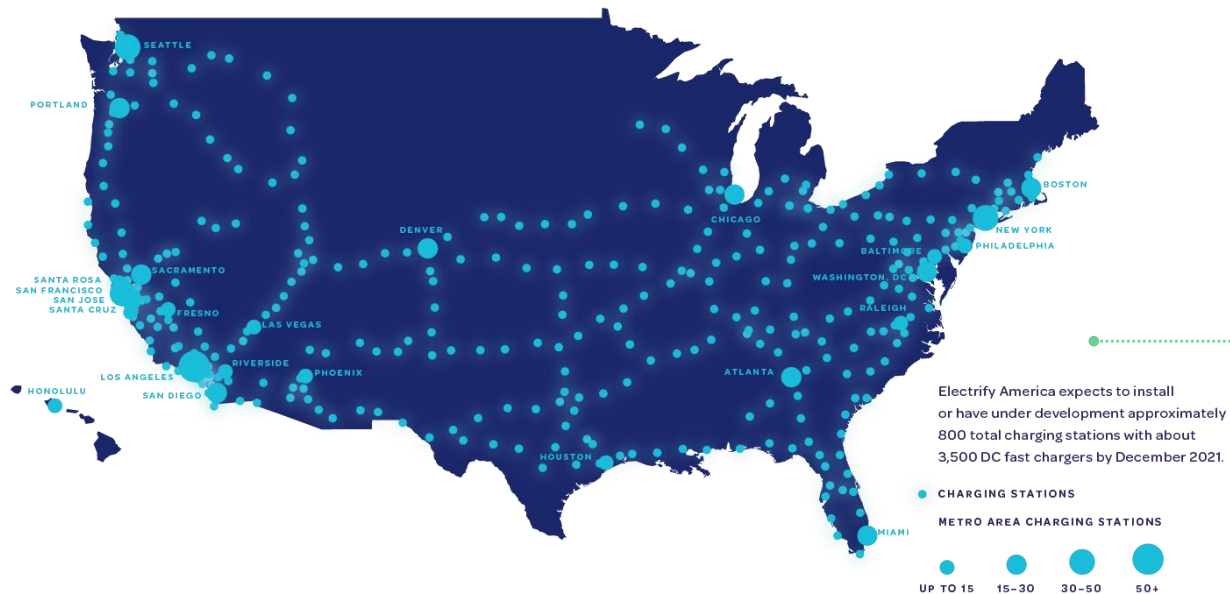 SEATTLE
PORTLAND
BOSTON
CHICAGO
NEW YORK
DENVER
PHILADELPHIA
BALTIMORE
SACRAMENTO
WASHINGTON, DC
SANTA ROSA
SAN FRANCISCO
SAN JOSE
SANTA CRUZ
FRESNO
RALEIGH
LAS VEGAS
RIVERSIDE
PHOENIX
ATLANTA
LOS ANGELES
HONOLULU
SAN DIEGO
Electrify America expects to install
or have under development approximately
800 total charging stations with about
3,500 DC fast chargers by December 2021.
HOUSTON
CHARGING STATIONS
METRO AREA CHARGING STATIONS
MIAMI
UP TO 15 15–30 30–50 50+